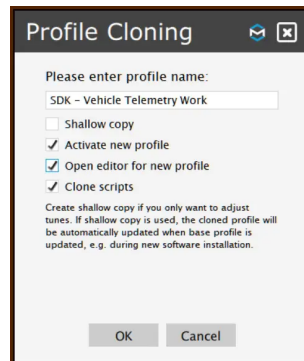 Profile Cloning
Please enter profile name:
SDK - Vehicle Telemetry Work
Shallow copy
Activate new profile
Open editor for new profile
Clone scripts
Create shallow copy if you only want to adjust
tunes. If shallow copy is used, the cloned profile will
be automatically updated when base profile is
updated, e.g. during new software installation.
OK
Cancel